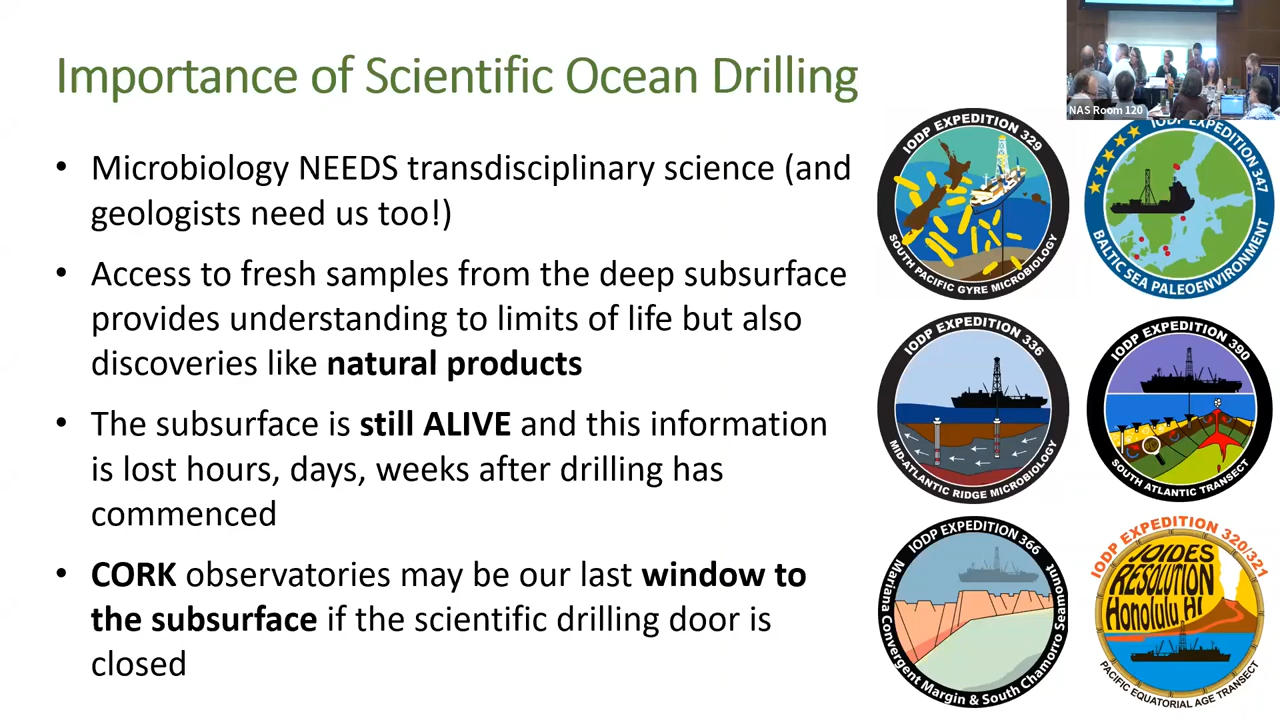 Importance of Scientific Ocean Drilling
• Microbiology NEEDS transdisciplinary science (and
geologists need us too!)
• Access to fresh samples from the deep subsurface
provides understanding to limits of life but also
discoveries like natural products
• The subsurface is still ALIVE and this information
is lost hours, days, weeks after drilling has
commenced
• CORK observatories may be our last window to
the subsurface if the scientific drilling door is
closed
NAS Room 120
IODP EXPEDITION 329
SOUTH PACIFIC GYRE MICROBIOLOGY
IODP EXPEDITION 347
BALTIC SEA PALEOENVIRONMENT
IODP EXPEDITION 336
MID-ATLANTIC RIDGE MICROBIOLOGY
IODP EXPEDITION 390
SOUTH ATLANTIC TRANSECT
IODP EXPEDITION 366
Mariana Convergent Margin & South Chamorro Seamount
IODP EXPEDITION 320/321
JOIDES
RESOLUTION
Honolulu HI
PACIFIC EQUATORIAL AGE TRANSECT